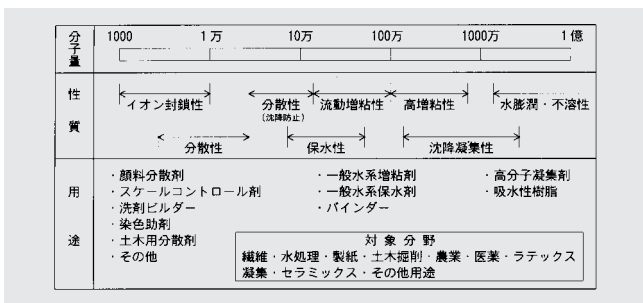 分子量
1000 1万 10万 100万 1000万 1億
性質
イオン封鎖性 分散性 流動増粘性 高増粘性 水膨潤・不溶性
(沈降防止)
分散性 保水性 沈降凝集性
用途
・顔料分散剤 ・一般水系増粘剤 ・高分子凝集剤
・スケールコントロール剤 ・一般水系保水剤 ・吸水性樹脂
・洗剤ビルダー ・バインダー
・染色助剤
・土木用分散剤
・その他
対象分野
繊維・水処理・製紙・土木掘削・農業・医薬・ラテックス
凝集・セラミックス・その他用途